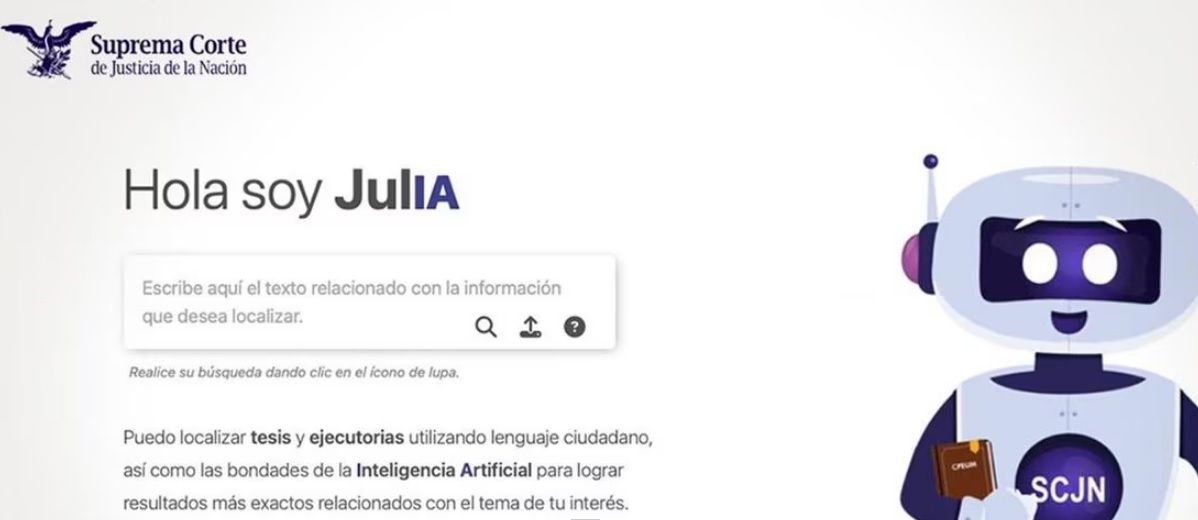 Suprema Corte
de Justicia de la Nación
Hola soy JulIA
Escribe aquí el texto relacionado con la información
que desea localizar.
?
Realice su búsqueda dando clic en el ícono de lupa.
Puedo localizar tesis y ejecutorias utilizando lenguaje ciudadano,
así como las bondades de la Inteligencia Artificial para lograr
resultados más exactos relacionados con el tema de tu interés.
CPEUM
SCJN